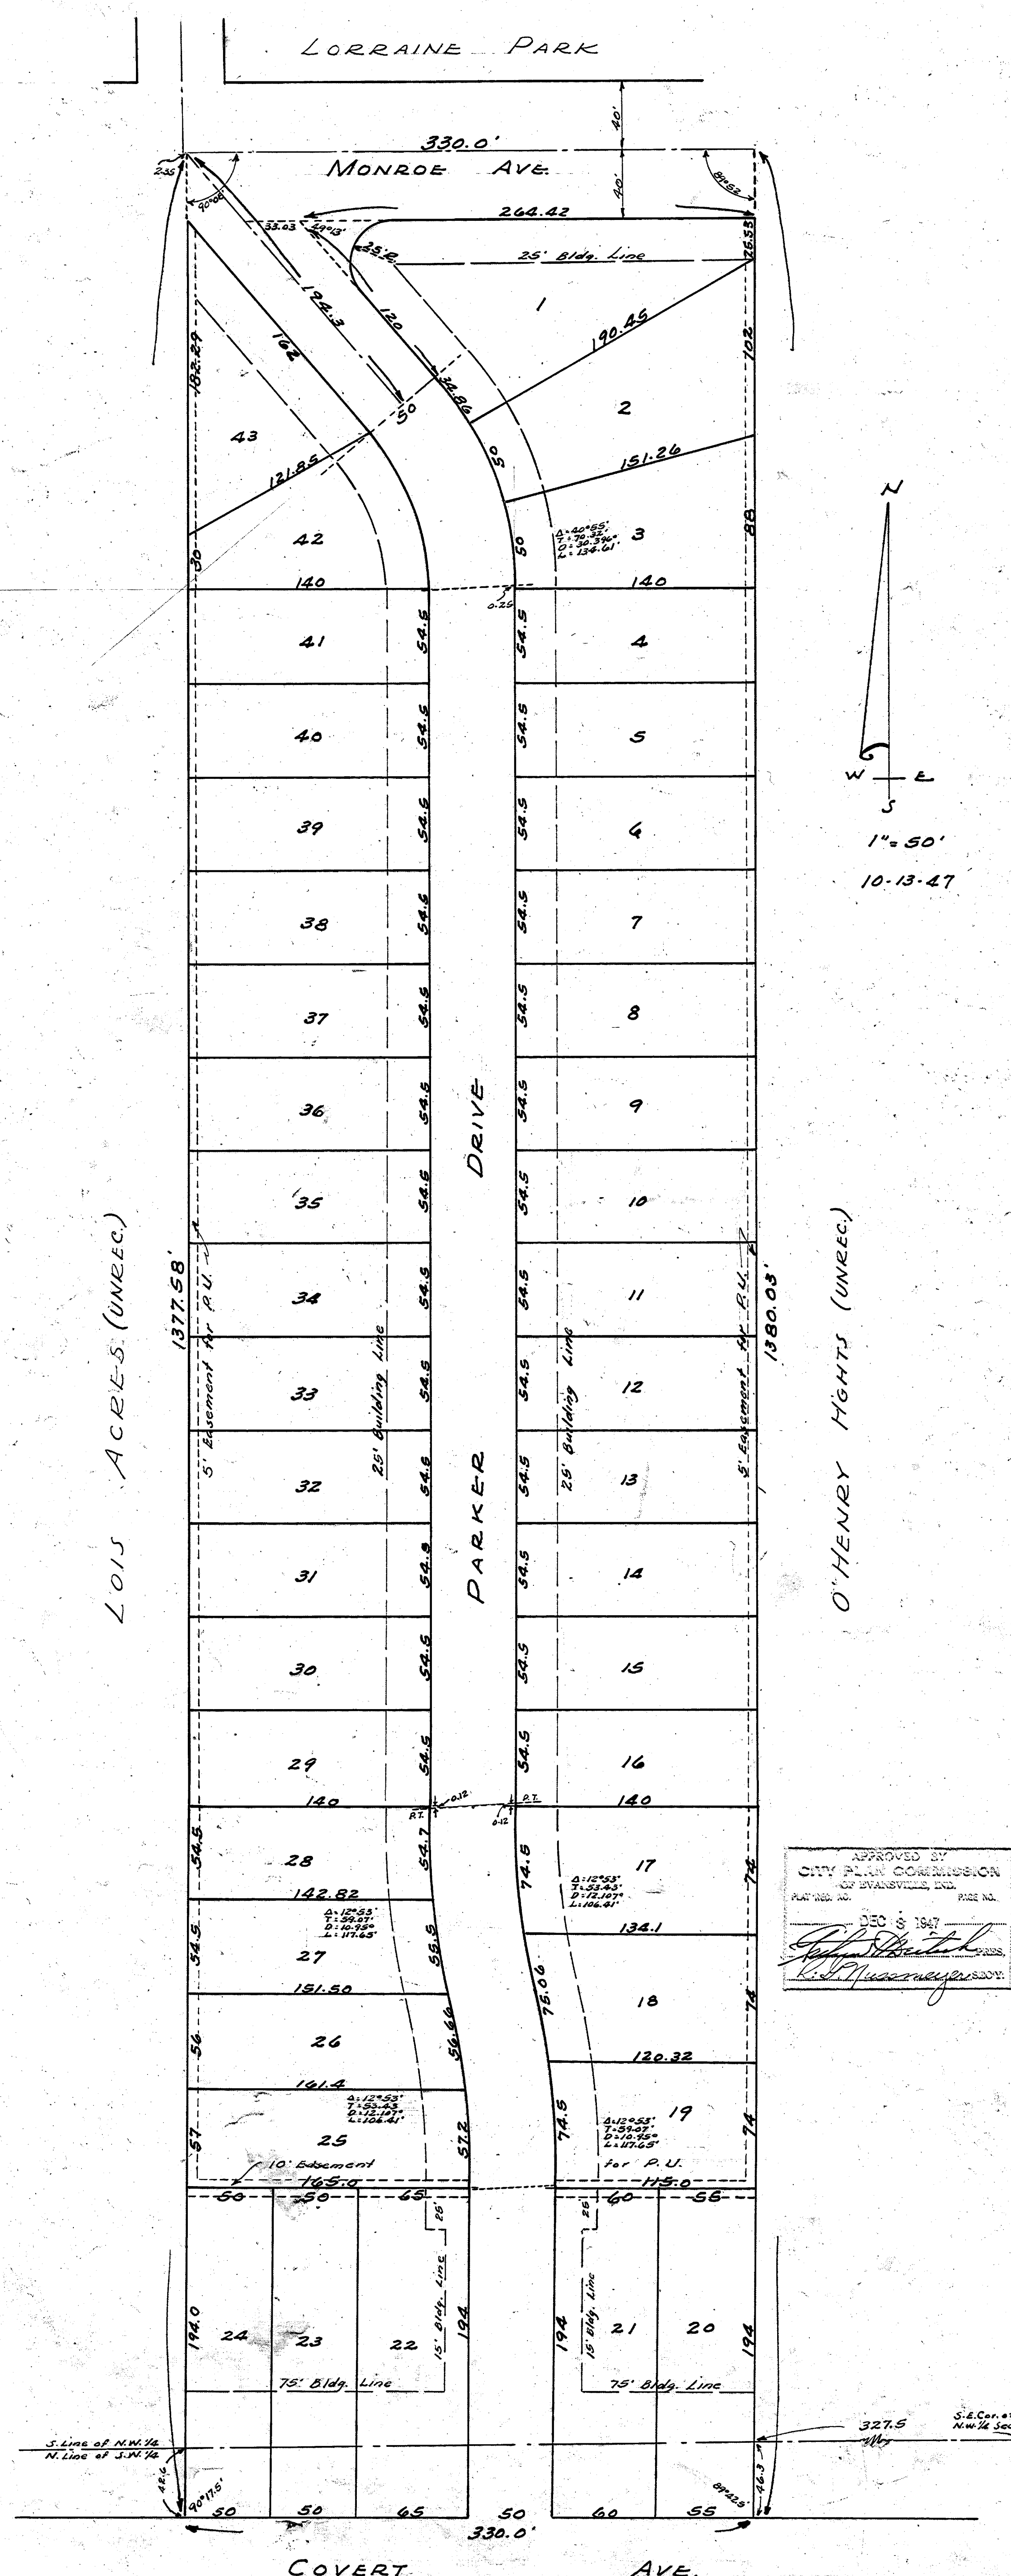 LORRAINE PARK
40'
330.0'
MONROE AVE.
40'
2.35
90°08'
89°52'
264.42
33.03
49°13'
25'R
25' Bldg. Line
26.55
194.3
120
1
190.45
162
182.29
102
34.86
50
2
43
50
151.26
121.85
N
88
42
Δ=40°55'
T=70.32'
D=30.396°
L=134.61'
3
30
50
140
140
0.25
41
54.5
54.5
4
40
54.5
54.5
5
W E
S
39
54.5
54.5
6
1"=50'
10-13-47
38
54.5
54.5
7
37
54.5
54.5
8
36
54.5
54.5
9
DRIVE
35
54.5
54.5
10
34
54.5
54.5
11
LOIS ACRES (UNREC.)
1377.58'
5' Easement for P.U.
25' Building Line
25' Building Line
5' Easement for P.U.
1380.03'
O'HENRY HGHTS (UNREC.)
33
54.5
54.5
12
32
54.5
54.5
13
PARKER
31
54.5
54.5
14
30
54.5
54.5
15
29
54.5
54.5
16
140
P.T.
0.12
0.12
P.T.
140
54.5
28
54.7
74.5
17
74
142.82
Δ=12°53'
T=59.07'
D=10.95°
L=117.65'
Δ=12°53'
T=53.43'
D=12.107°
L=106.41'
134.1
APPROVED BY
CITY PLAN COMMISSION
OF EVANSVILLE, IND.
PLAT REG. NO. PAGE NO.
DEC 8 1947
PRES.
SECY.
54.5
27
55.5
151.50
75.06
18
74
56
26
56.66
120.32
161.4
Δ=12°53'
T=53.43
D=12.107°
L=106.41'
57
25
57.2
74.5
19
74
Δ=12°53'
T=59.07'
D=10.95°
L=117.65'
10' Easement
for P.U.
165.0
115.0
50 50 65
60 55
25'
25'
15' Bldg. Line
15' Bldg. Line
194.0
24
23
22
194
194
21
20
194
75' Bldg. Line
75' Bldg. Line
327.5
S.E. Cor. of
N.W. ¼ Sec
S. Line of N.W. ¼
N. Line of S.W. ¼
42.6
90°17.5'
89°42.5'
46.3
50 50 65 50 60 55
330.0'
COVERT AVE.